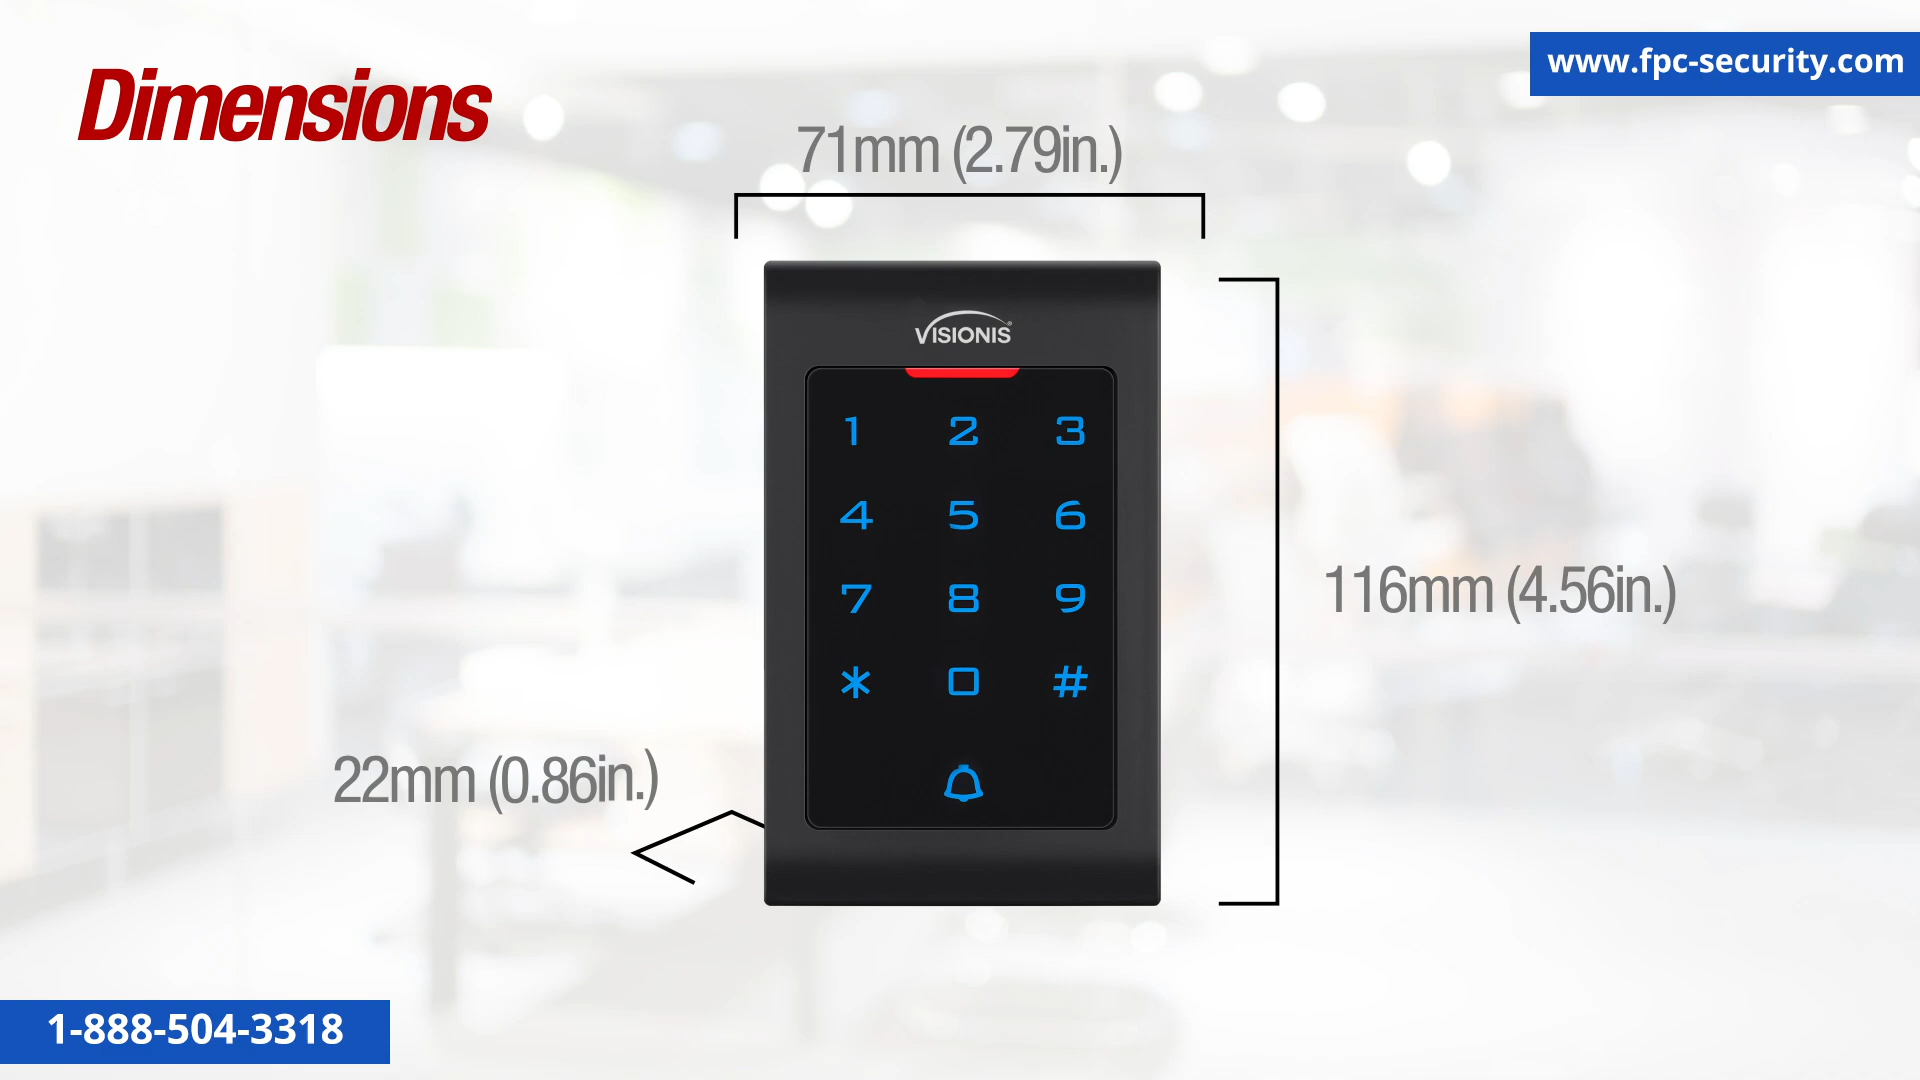 www.fpc-security.com
Dimensions
71mm (2.79in.)
VISIONIS®
1 2 3
4 5 6
7 8 9
* 0 #
116mm (4.56in.)
22mm (0.86in.)
1-888-504-3318